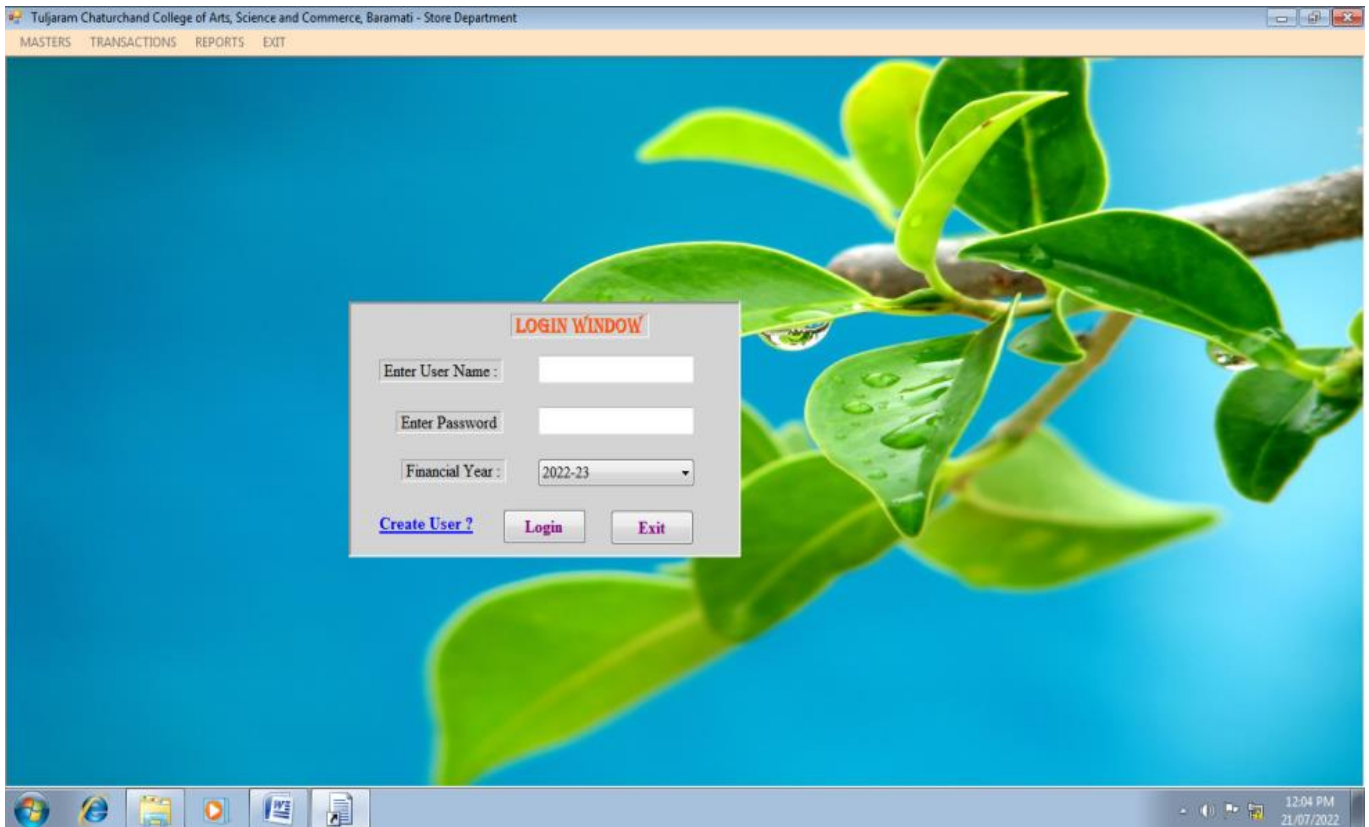 Tuljaram Chaturchand College of Arts, Science and Commerce, Baramati - Store Department
MASTERS TRANSACTIONS REPORTS EXIT
LOGIN WINDOW
Enter User Name :
Enter Password
Financial Year : 2022-23
Create User ? Login Exit
12:04 PM
21/07/2022